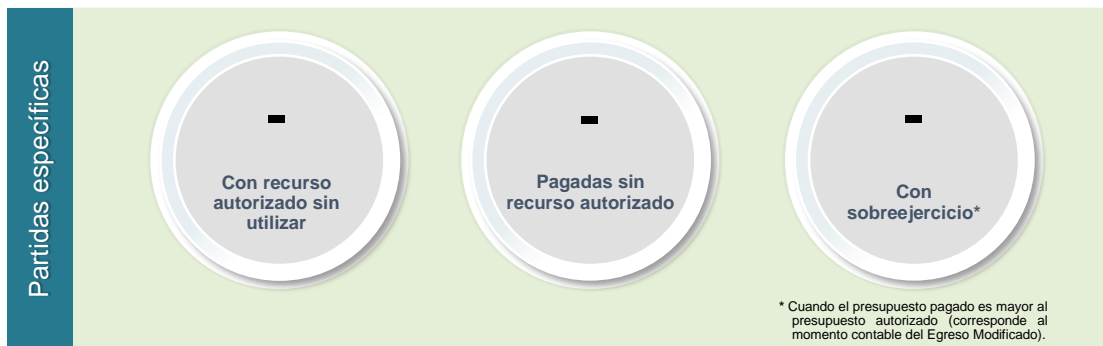 Partidas específicas
-
Con recurso
autorizado sin
utilizar
-
Pagadas sin
recurso autorizado
-
Con
sobreejercicio*
* Cuando el presupuesto pagado es mayor al
presupuesto autorizado (corresponde al
momento contable del Egreso Modificado).